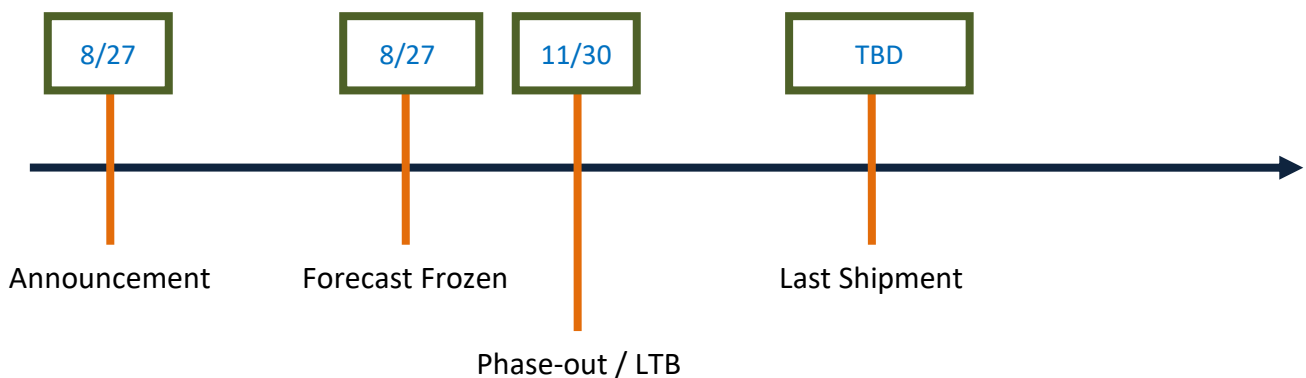 8/27
8/27
11/30
TBD
Announcement
Forecast Frozen
Last Shipment
Phase-out / LTB